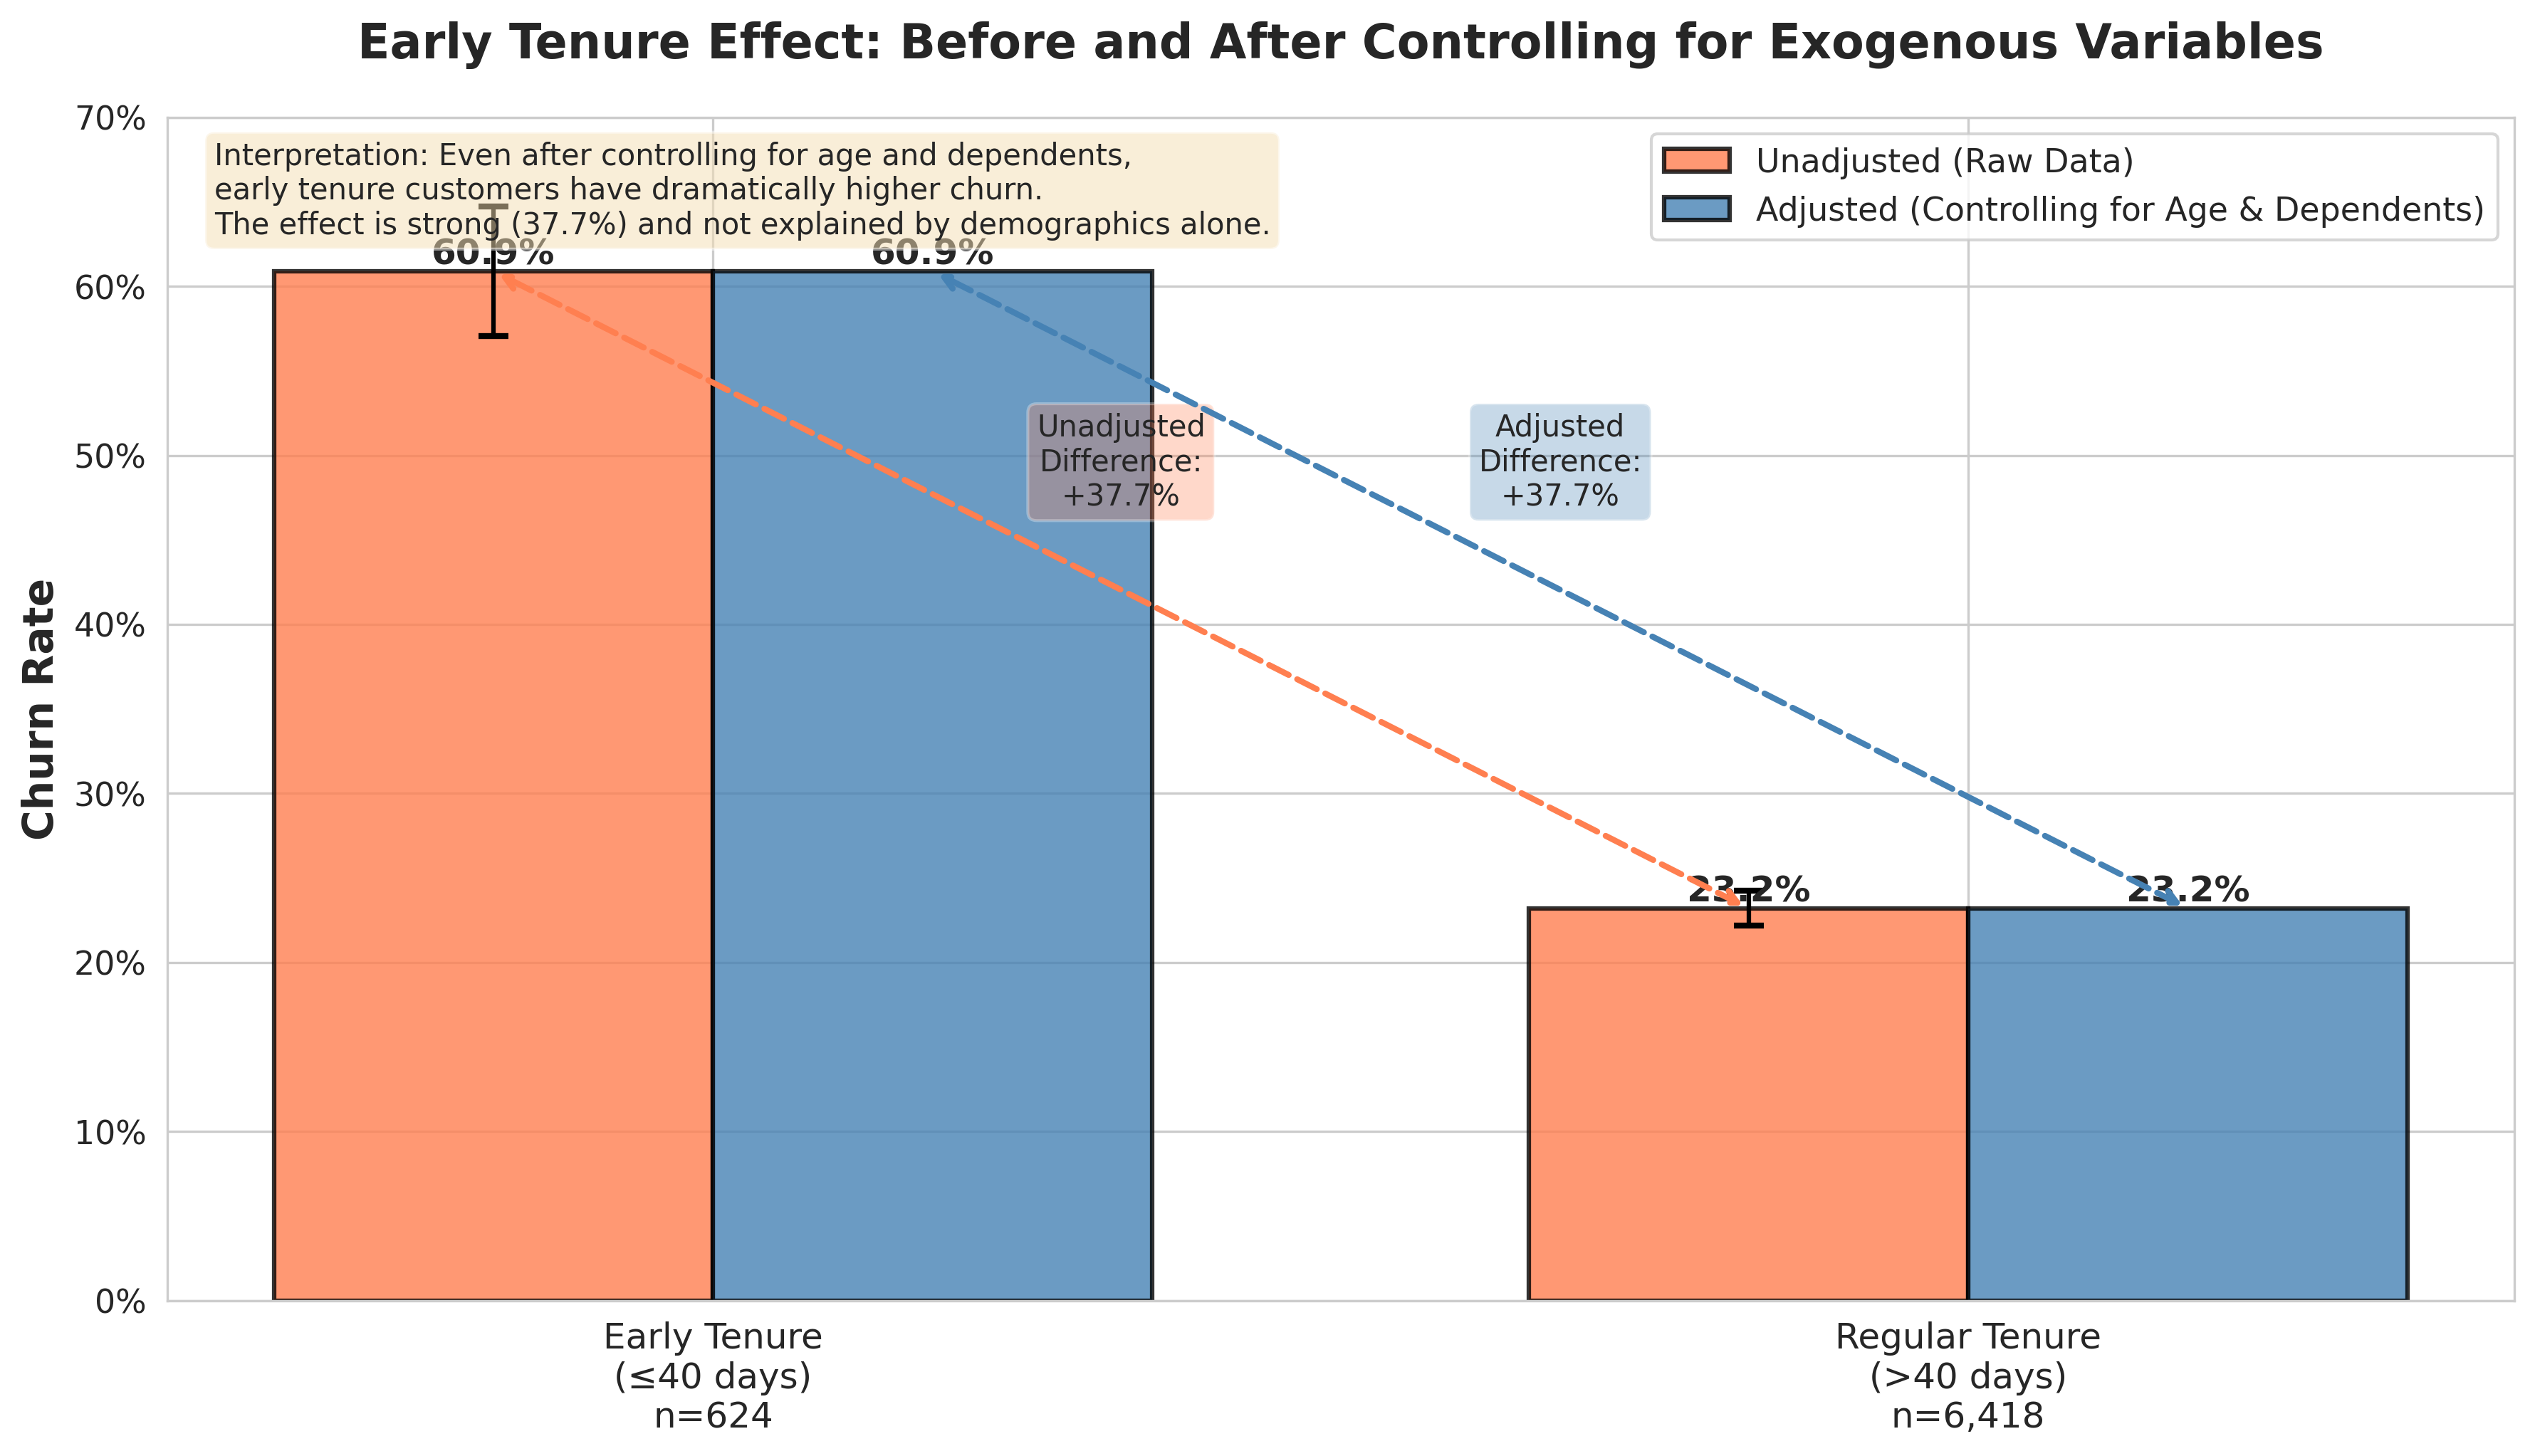 Early Tenure Effect: Before and After Controlling for Exogenous Variables
Churn Rate
70%
60%
50%
40%
30%
20%
10%
0%
Interpretation: Even after controlling for age and dependents,
early tenure customers have dramatically higher churn.
The effect is strong (37.7%) and not explained by demographics alone.
Unadjusted (Raw Data)
Adjusted (Controlling for Age & Dependents)
60.9%
60.9%
Unadjusted
Difference:
+37.7%
Adjusted
Difference:
+37.7%
23.2%
23.2%
Early Tenure
(≤40 days)
n=624
Regular Tenure
(>40 days)
n=6,418